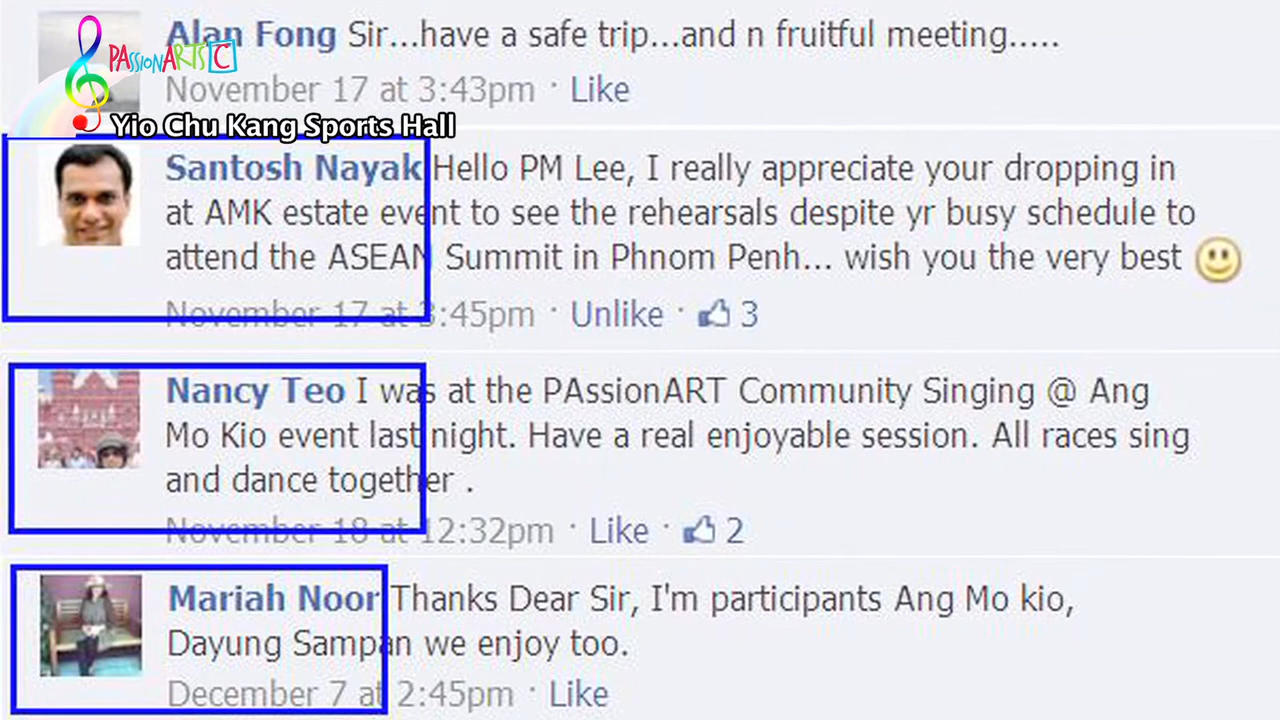 Alan Fong Sir...have a safe trip...and n fruitful meeting.....
PAssionARTS C
November 17 at 3:43pm · Like
Yio Chu Kang Sports Hall
Santosh Nayak Hello PM Lee, I really appreciate your dropping in
at AMK estate event to see the rehearsals despite yr busy schedule to
attend the ASEAN Summit in Phnom Penh... wish you the very best
November 17 at 3:45pm · Unlike · 3
Nancy Teo I was at the PAssionART Community Singing @ Ang
Mo Kio event last night. Have a real enjoyable session. All races sing
and dance together .
November 18 at 12:32pm · Like · 2
Mariah Noor Thanks Dear Sir, I'm participants Ang Mo kio,
Dayung Sampan we enjoy too.
December 7 at 2:45pm · Like